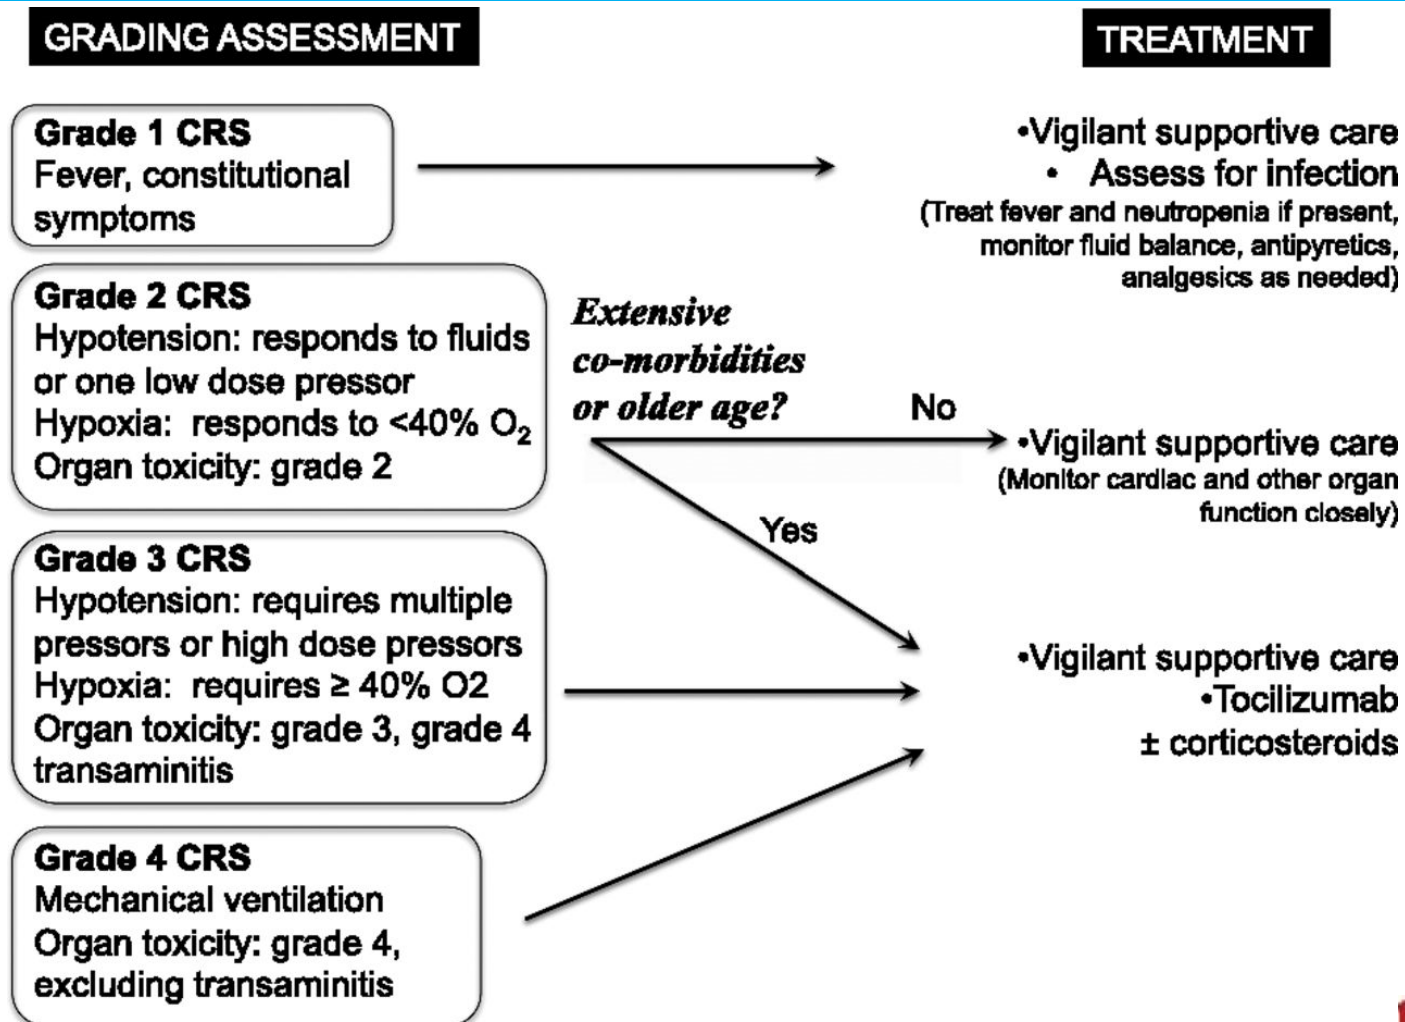 GRADING ASSESSMENT
TREATMENT
Grade 1 CRS
Fever, constitutional
symptoms
•Vigilant supportive care
• Assess for infection
(Treat fever and neutropenia if present,
monitor fluid balance, antipyretics,
analgesics as needed)
Grade 2 CRS
Hypotension: responds to fluids
or one low dose pressor
Hypoxia: responds to <40% O₂
Organ toxicity: grade 2
Extensive
co-morbidities
or older age?
No
Yes
•Vigilant supportive care
(Monitor cardiac and other organ
function closely)
Grade 3 CRS
Hypotension: requires multiple
pressors or high dose pressors
Hypoxia: requires ≥ 40% O2
Organ toxicity: grade 3, grade 4
transaminitis
•Vigilant supportive care
•Tocilizumab
± corticosteroids
Grade 4 CRS
Mechanical ventilation
Organ toxicity: grade 4,
excluding transaminitis